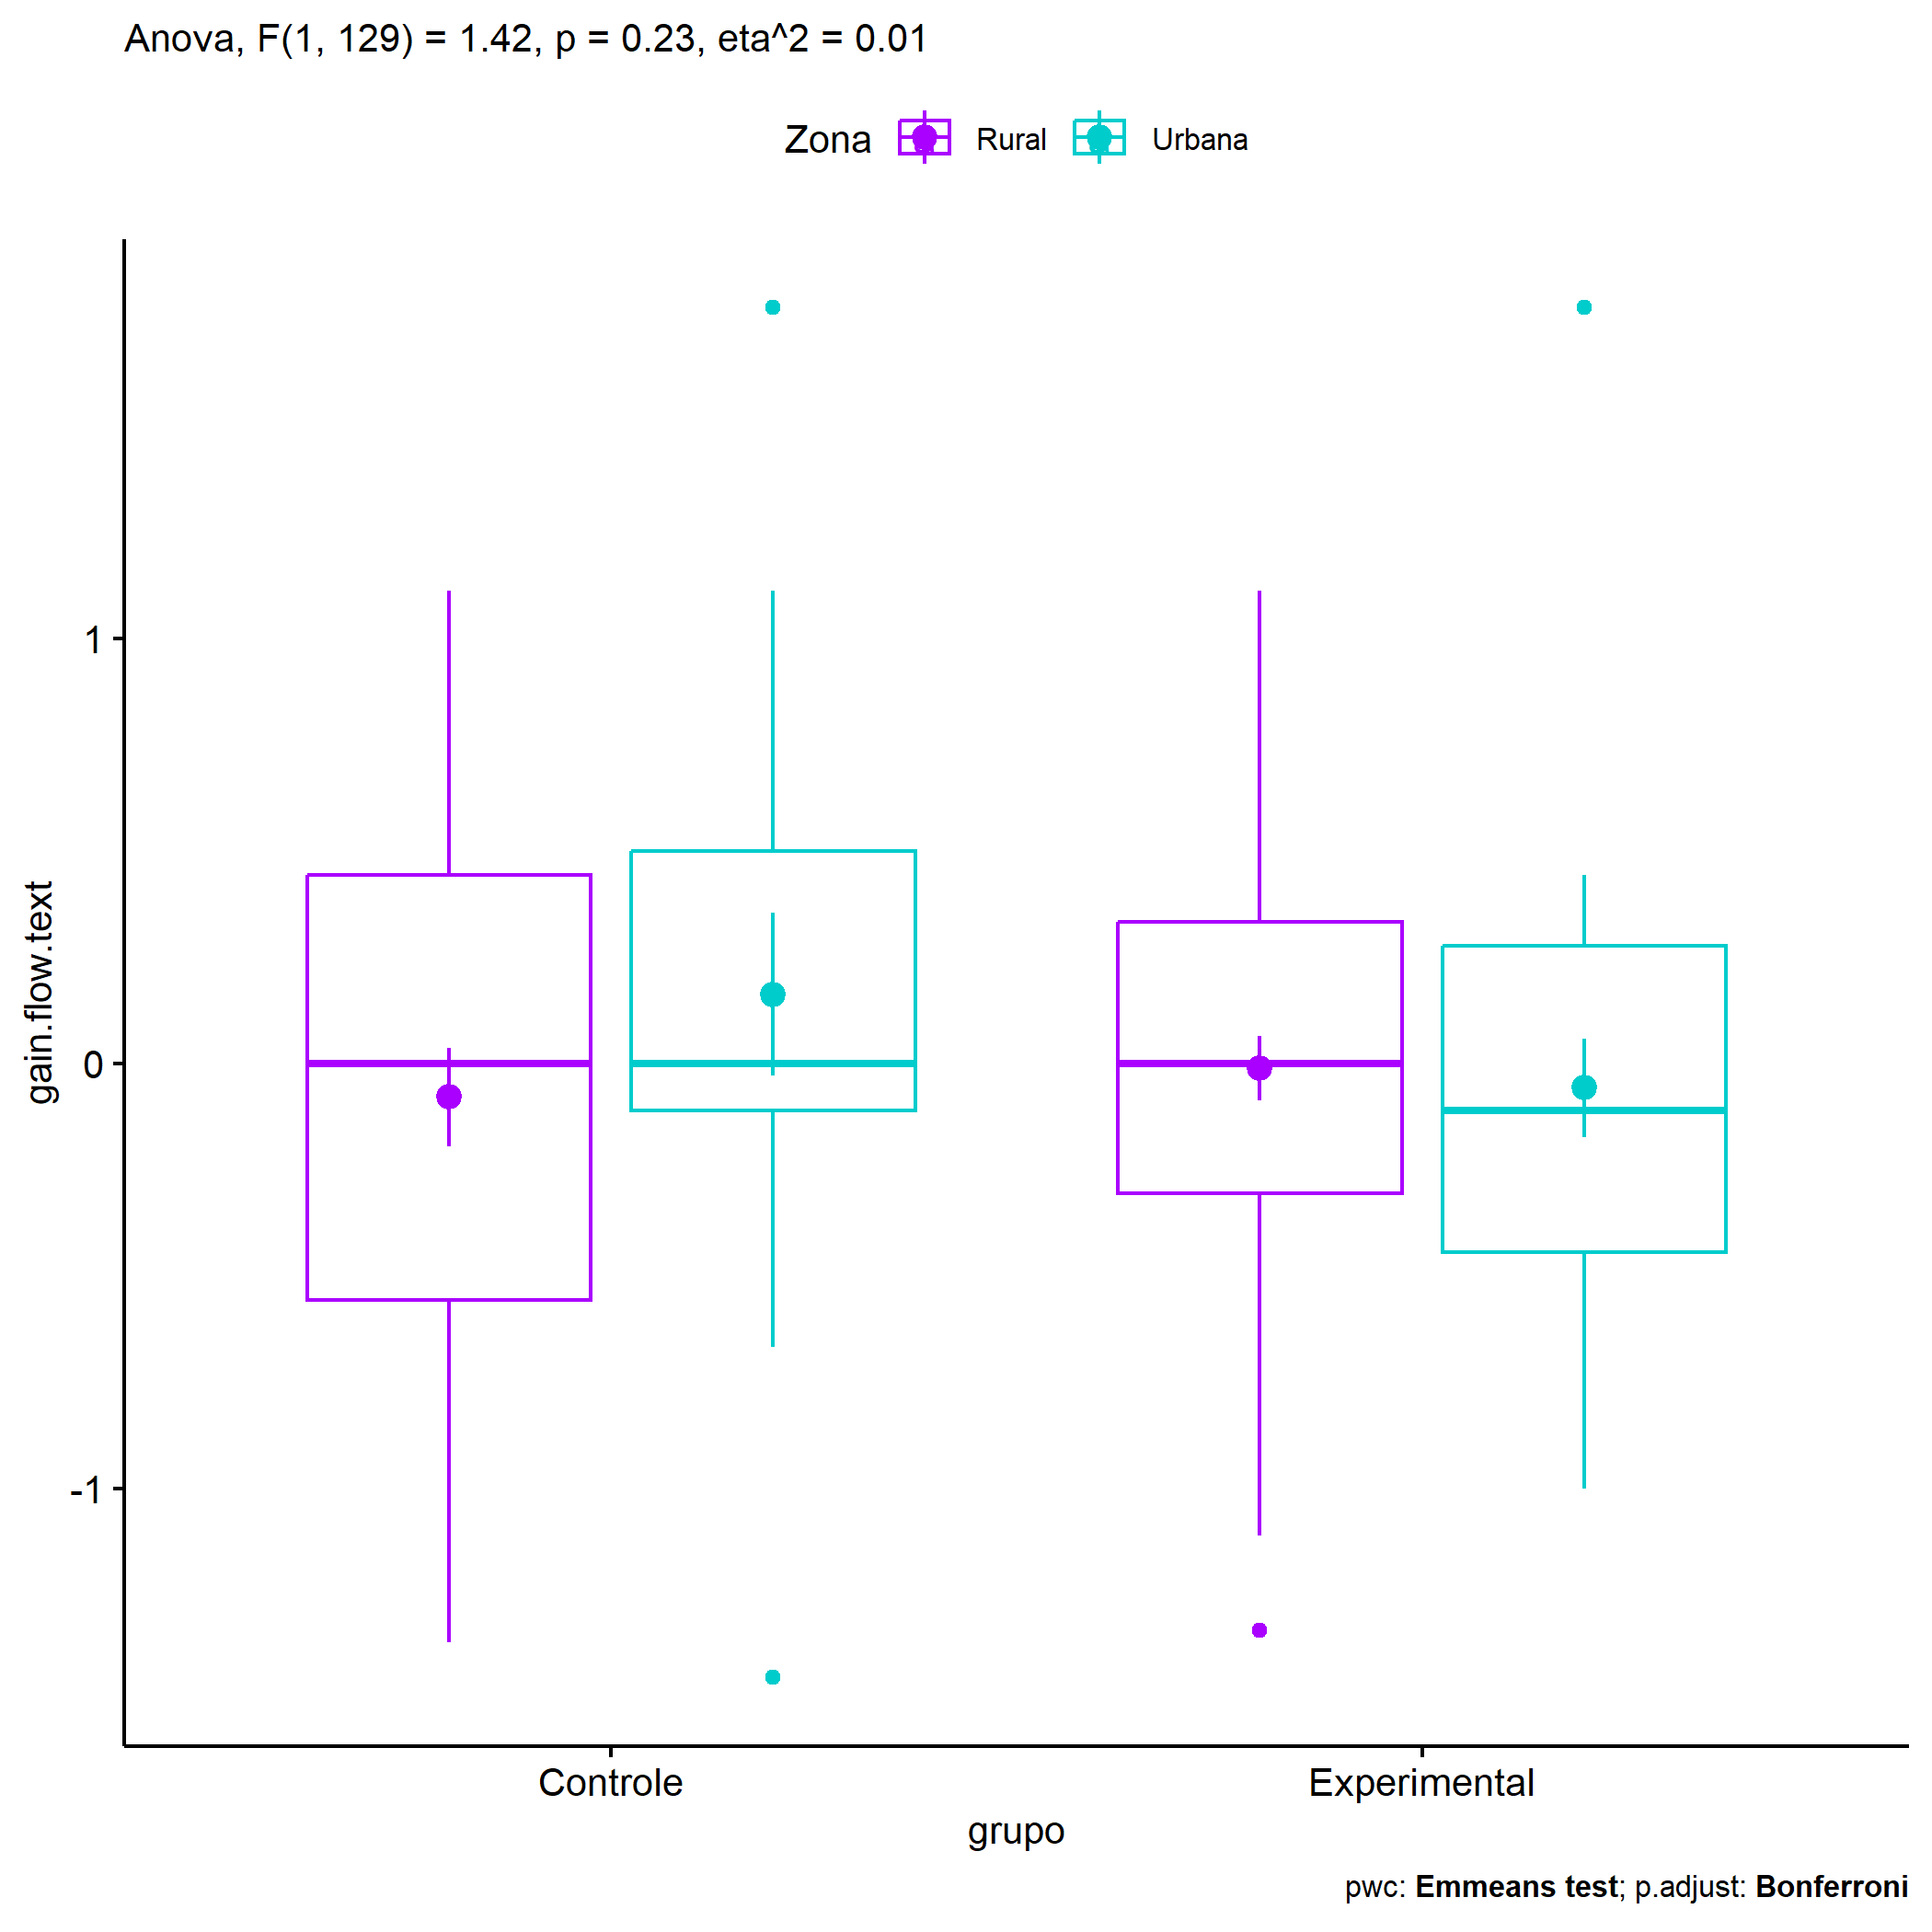 Anova, F(1, 129) = 1.42, p = 0.23, eta^2 = 0.01
Zona Rural Urbana
gain.flow.text
1
0
-1
Controle Experimental
grupo
pwc: Emmeans test; p.adjust: Bonferroni